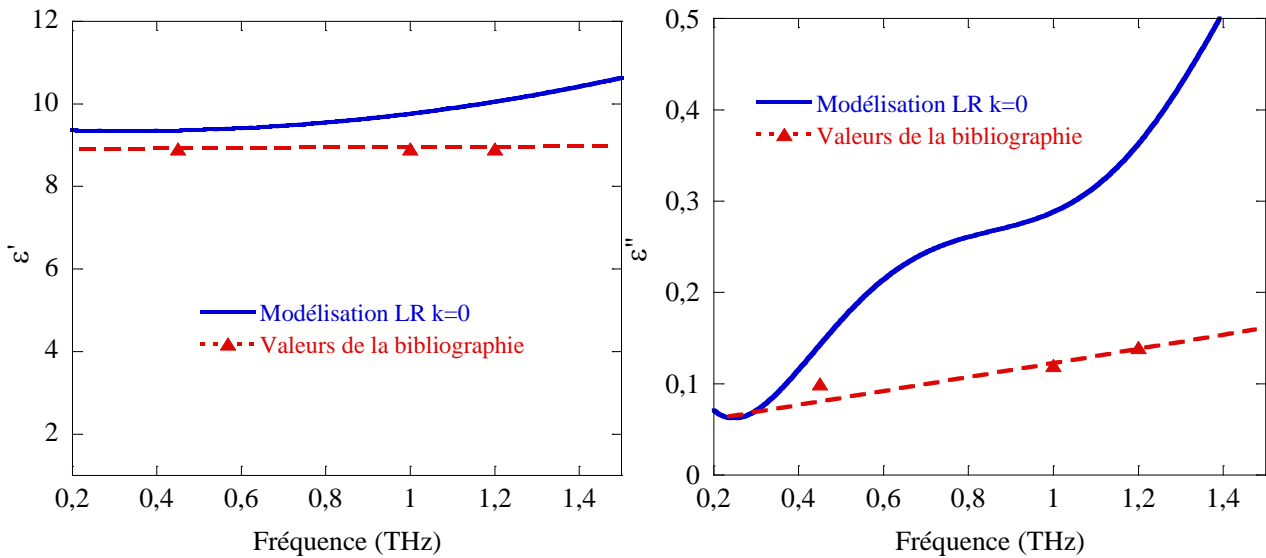 12
10
8
6
4
2
ε'
Modélisation LR k=0
Valeurs de la bibliographie
0,2 0,4 0,6 0,8 1 1,2 1,4
Fréquence (THz)
0,5
0,4
0,3
0,2
0,1
0
ε"
Modélisation LR k=0
Valeurs de la bibliographie
0,2 0,4 0,6 0,8 1 1,2 1,4
Fréquence (THz)